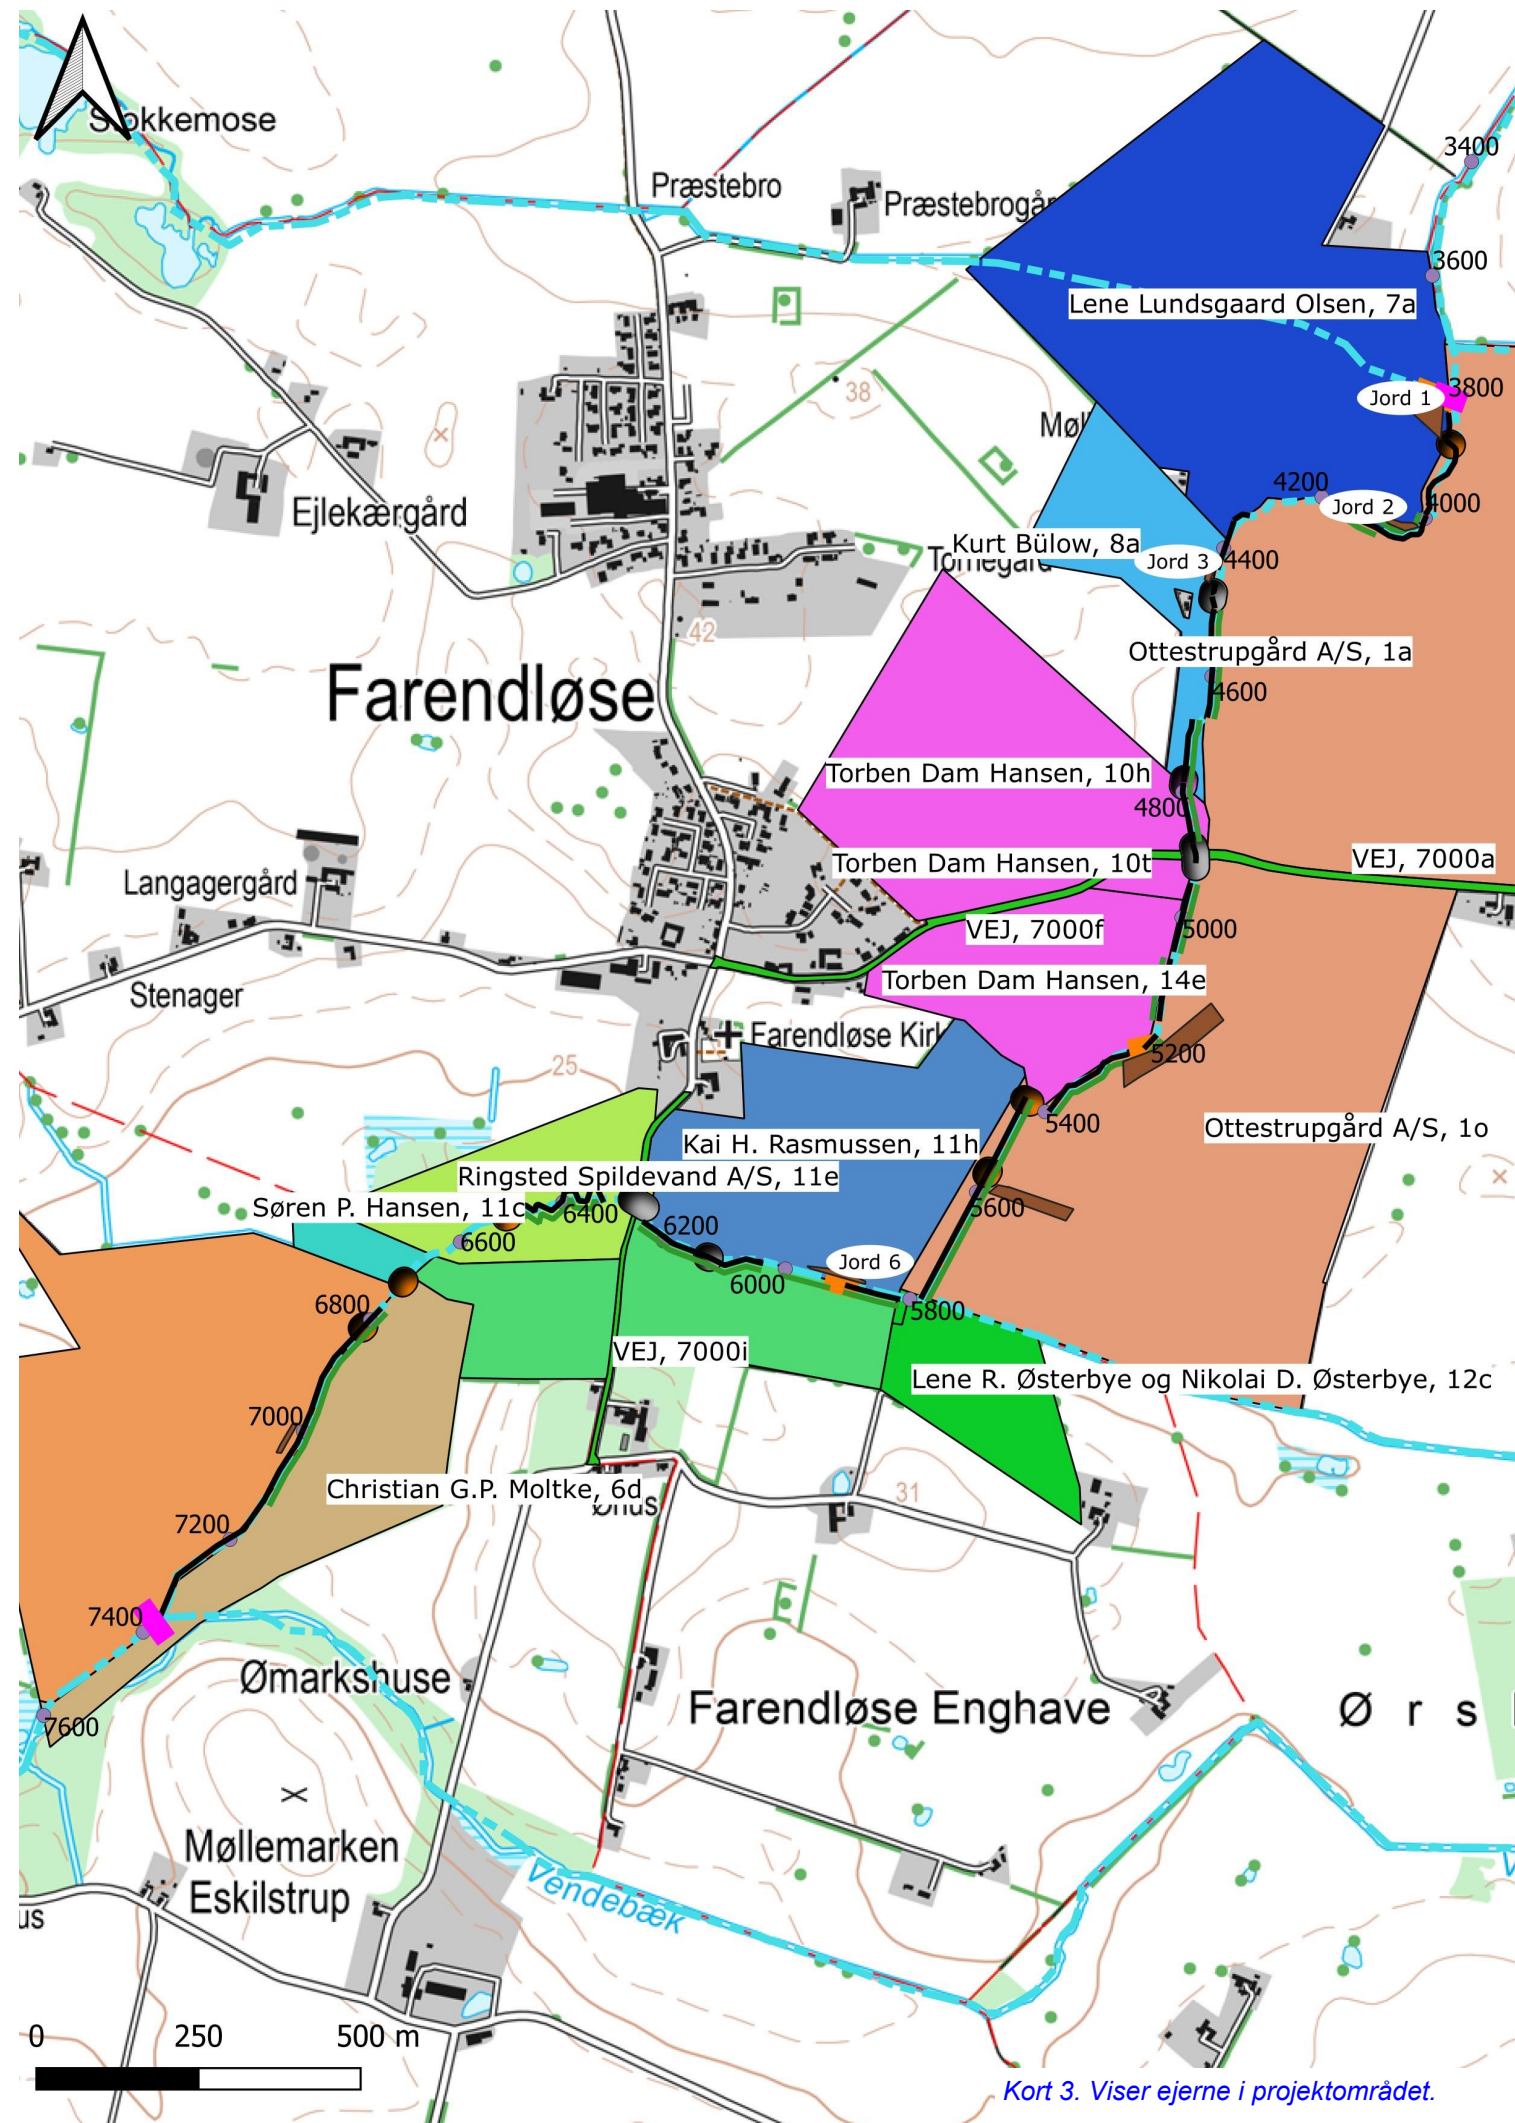 Præstebro
Præstebrogår
3400
3600
Lene Lundsgaard Olsen, 7a
3800
Jord 1
38
Møl
4200
Jord 2
4000
Ejlekærgård
Kurt Bülow, 8a
Jord 3
4400
42
Ottestrupgård A/S, 1a
4600
Farendløse
Torben Dam Hansen, 10h
4800
Torben Dam Hansen, 10t
VEJ, 7000a
Langagergård
VEJ, 7000f
5000
Torben Dam Hansen, 14e
Stenager
Farendløse Kirk
5200
25
5400
Ottestrupgård A/S, 1o
Kai H. Rasmussen, 11h
Ringsted Spildevand A/S, 11e
Søren P. Hansen, 11c
6400
6200
5600
6600
Jord 6
6000
5800
6800
VEJ, 7000i
Lene R. Østerbye og Nikolai D. Østerbye, 12c
7000
Christian G.P. Moltke, 6d
31
7200
7400
Ømarkshuse
Farendløse Enghave
Ø r s
7600
Møllemarken
Eskilstrup
Vendebæk
us
0 250 500 m
Kort 3. Viser ejerne i projektområdet.